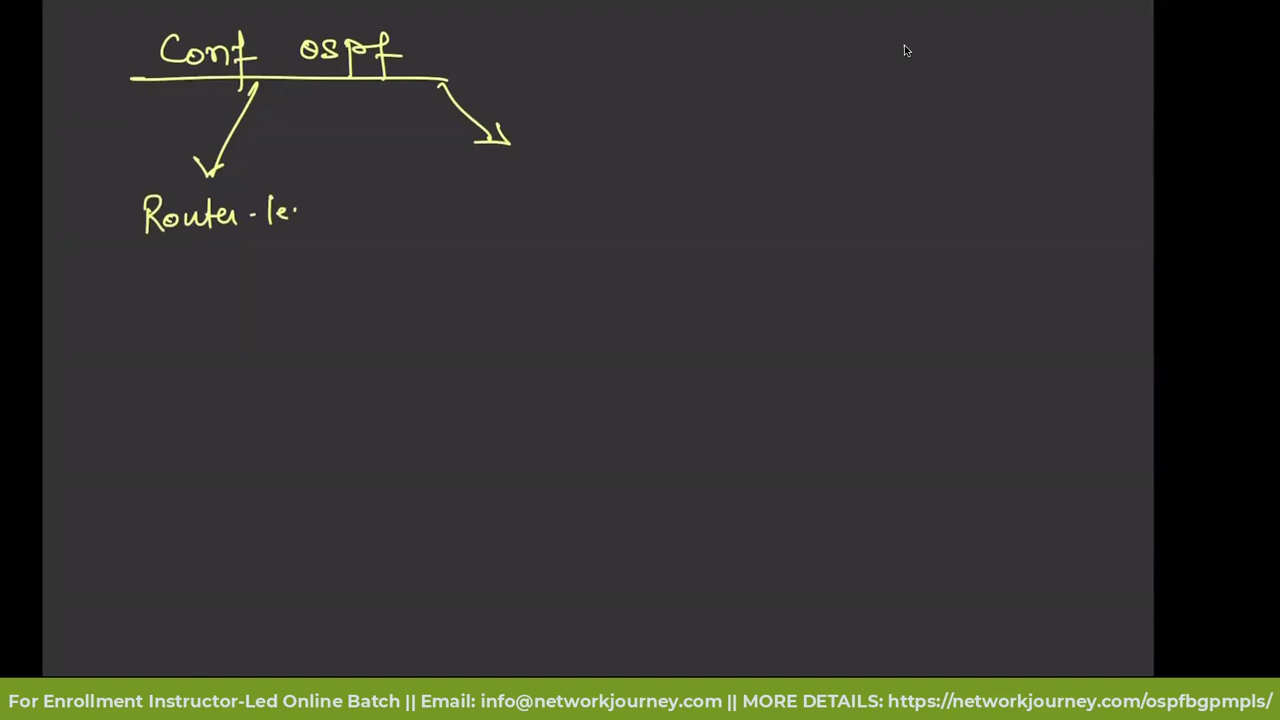 Conf ospf
Router-le.
For Enrollment Instructor-Led Online Batch || Email: info@networkjourney.com || MORE DETAILS: https://networkjourney.com/ospfbgpmpls/